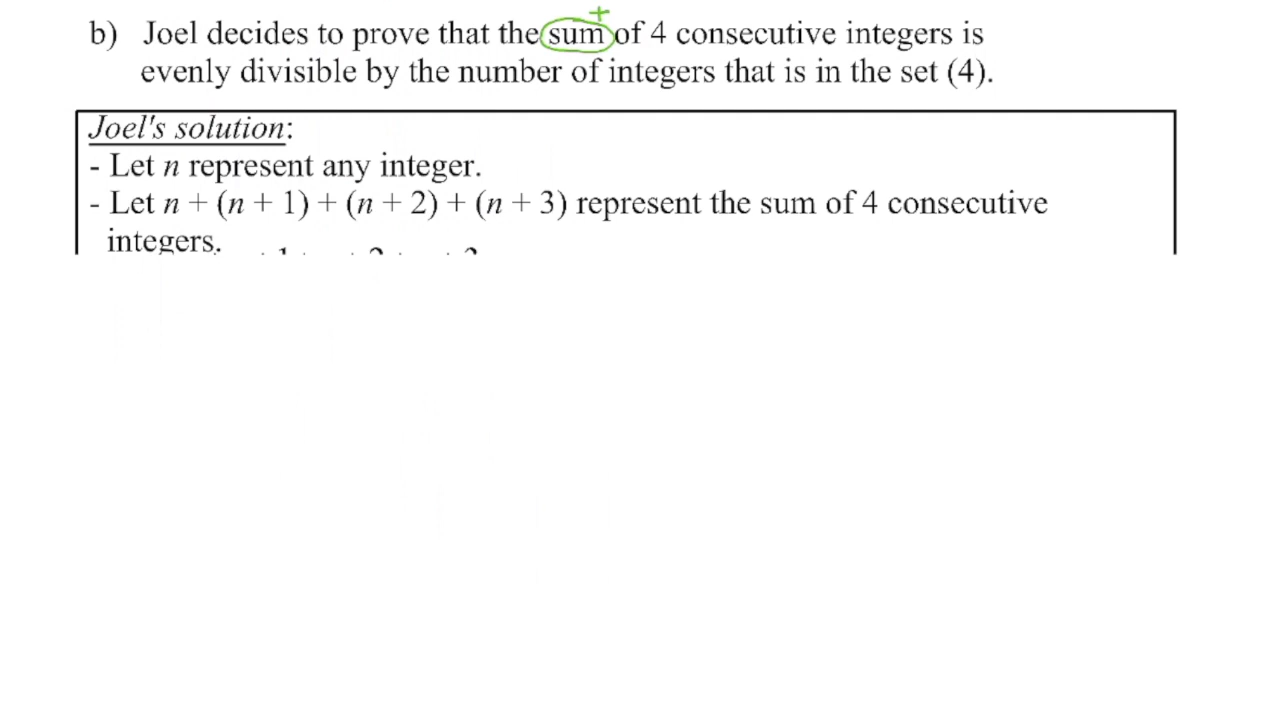 +
b) Joel decides to prove that the sum of 4 consecutive integers is
evenly divisible by the number of integers that is in the set (4).
Joel's solution:
- Let n represent any integer.
- Let n + (n + 1) + (n + 2) + (n + 3) represent the sum of 4 consecutive
integers.